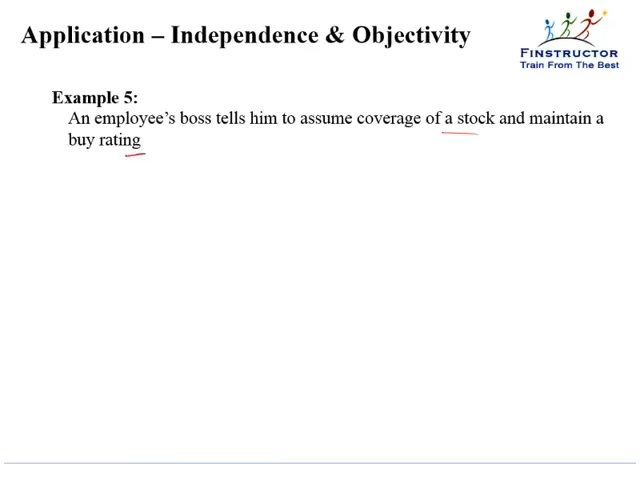 Application – Independence & Objectivity
FINSTRUCTOR
Train From The Best
Example 5:
An employee's boss tells him to assume coverage of a stock and maintain a
buy rating